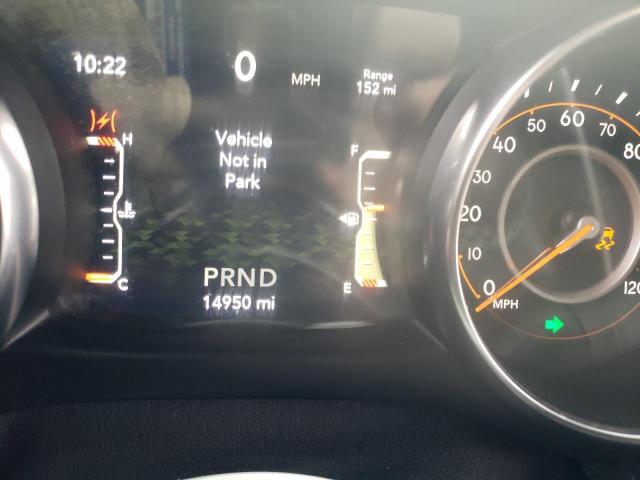 10:22
0 MPH
Range
152 mi
Vehicle
Not in
Park
H
C
F
E
PRND
14950 mi
0
10
20
30
40
50
60
70
80
120
MPH